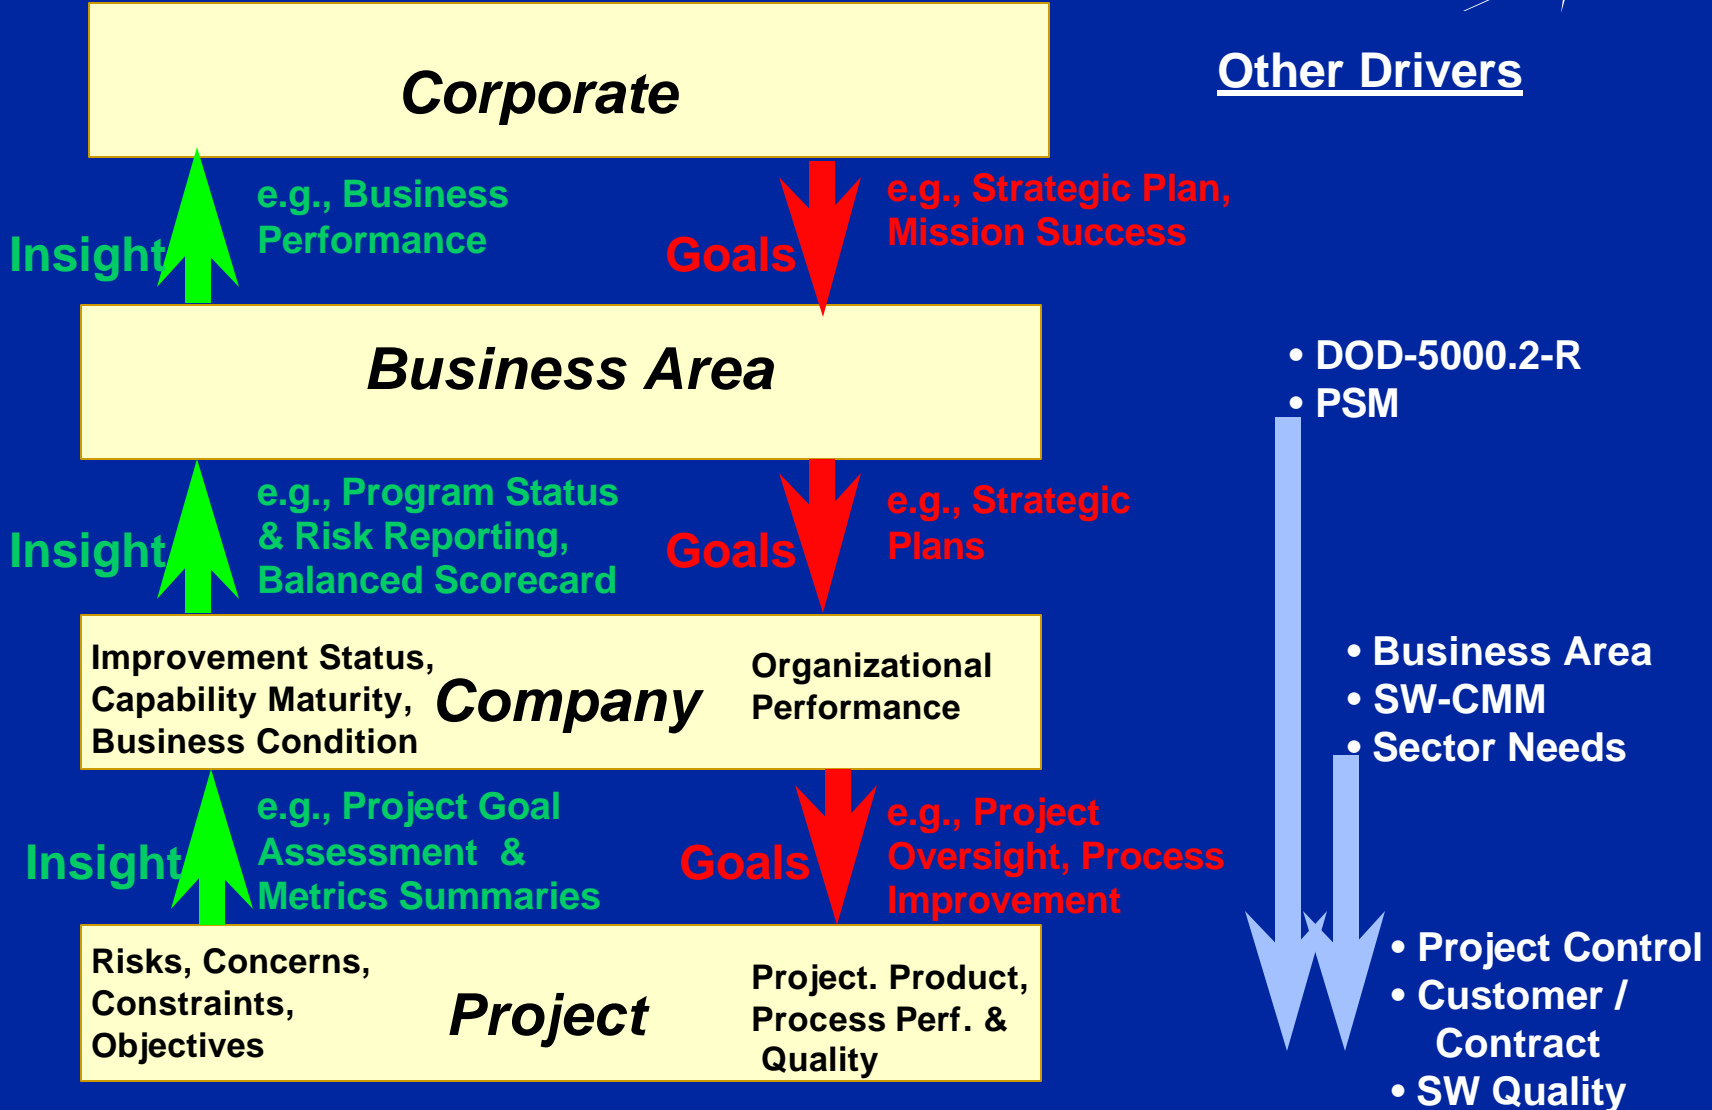 Corporate
Other Drivers
Insight
e.g., Business
Performance
Goals
e.g., Strategic Plan,
Mission Success
Business Area
• DOD-5000.2-R
• PSM
Insight
e.g., Program Status
& Risk Reporting,
Balanced Scorecard
Goals
e.g., Strategic
Plans
Improvement Status,
Capability Maturity,
Business Condition
Company
Organizational
Performance
• Business Area
• SW-CMM
• Sector Needs
Insight
e.g., Project Goal
Assessment &
Metrics Summaries
Goals
e.g., Project
Oversight, Process
Improvement
Risks, Concerns,
Constraints,
Objectives
Project
Project. Product,
Process Perf. &
Quality
• Project Control
• Customer /
Contract
• SW Quality